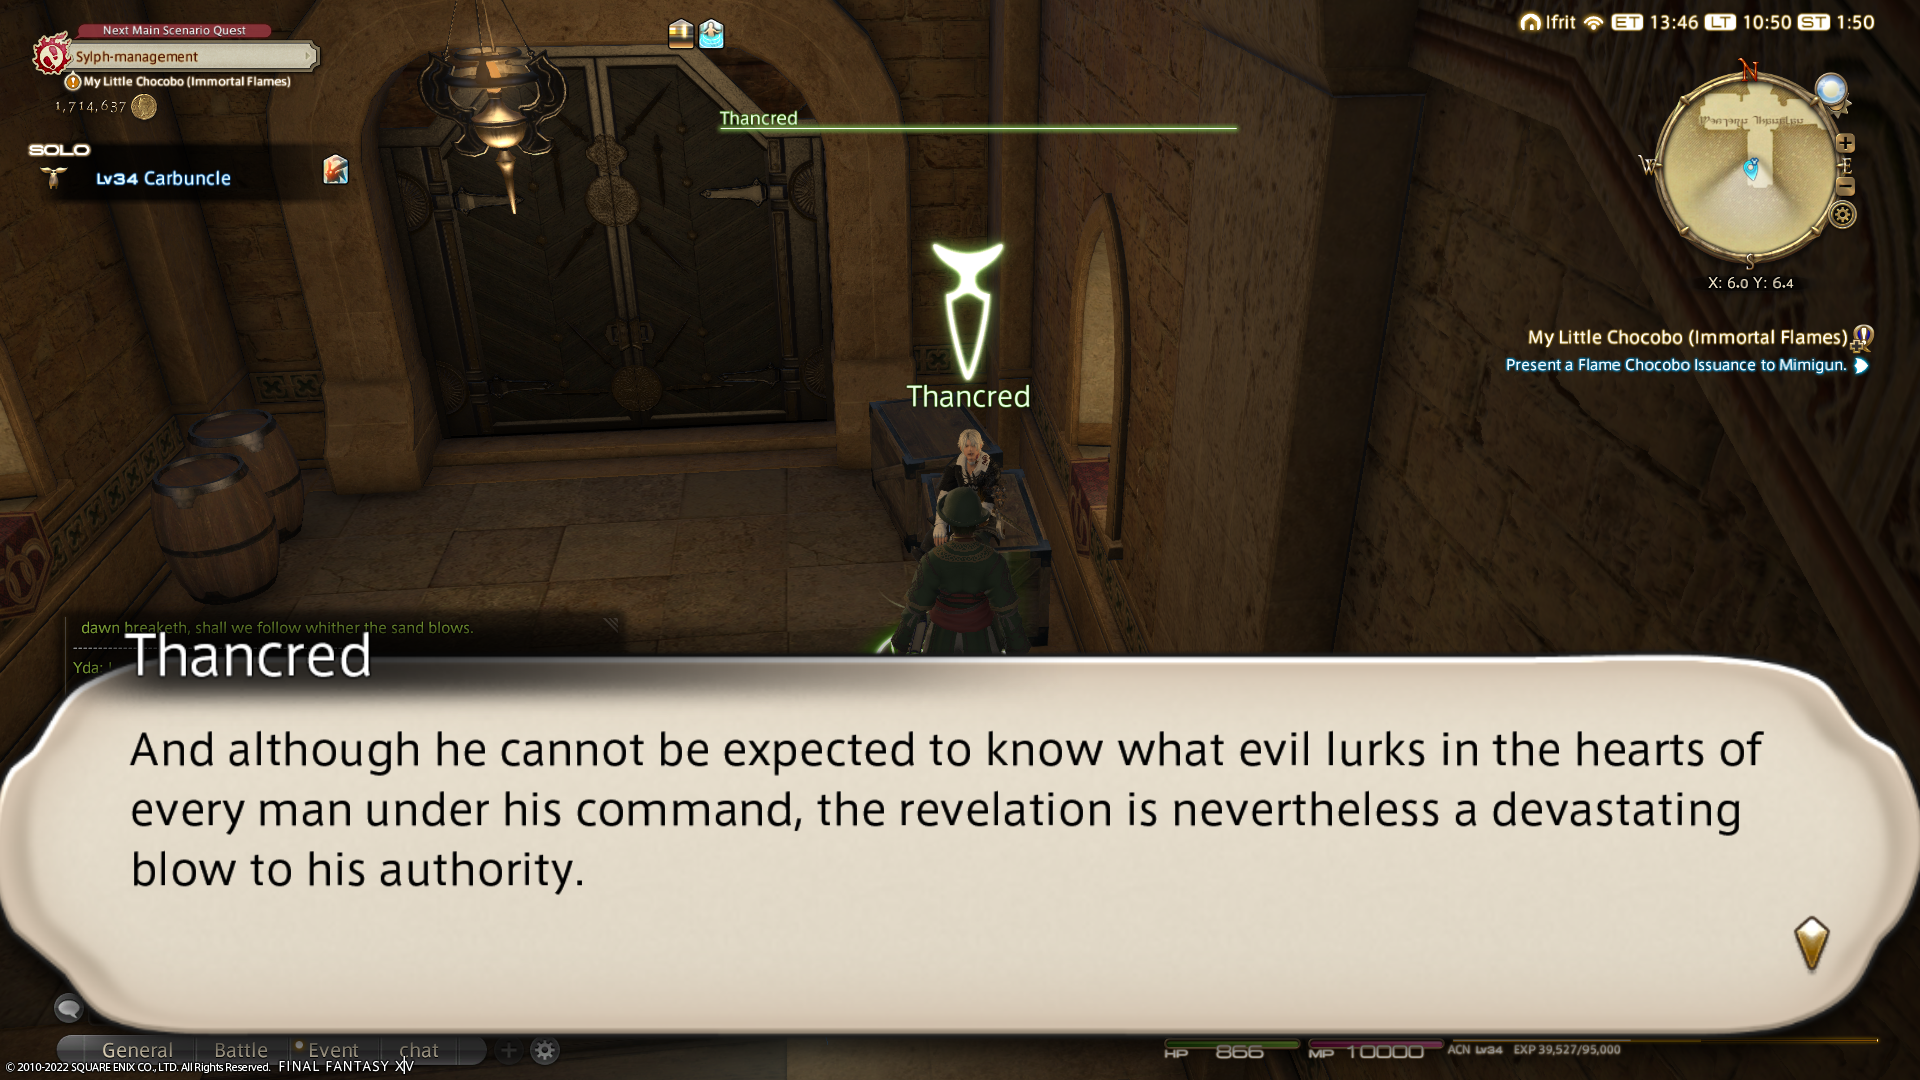 Next Main Scenario Quest
Sylph-management
My Little Chocobo (Immortal Flames)
1,714,637
SOLO
Lv34 Carbuncle
Thancred
Ifrit ET 13:46 LT 10:50 ST 1:50
N
W
E
S
X: 6.0 Y: 6.4
My Little Chocobo (Immortal Flames)
Present a Flame Chocobo Issuance to Mimigun.
Thancred
dawn breaketh, shall we follow whither the sand blows.
Yda:
Thancred
And although he cannot be expected to know what evil lurks in the hearts of
every man under his command, the revelation is nevertheless a devastating
blow to his authority.
General Battle Event chat
HP 866 MP 10000 ACN Lv34 EXP 39,527/95,000
© 2010-2022 SQUARE ENIX CO., LTD. All Rights Reserved. FINAL FANTASY XIV